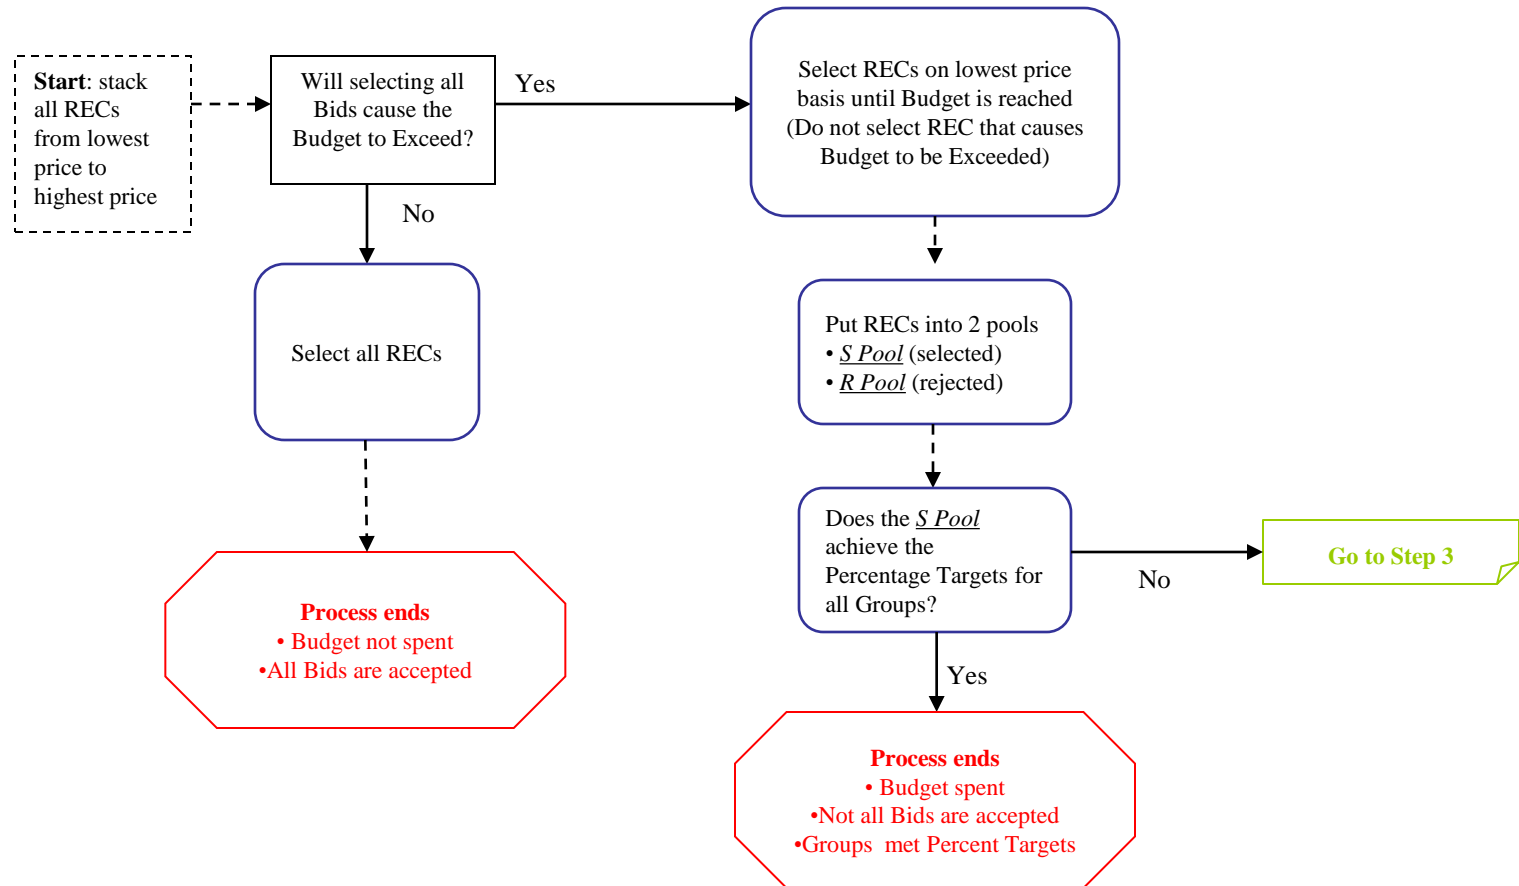 Start: stack
all RECs
from lowest
price to
highest price
Will selecting all
Bids cause the
Budget to Exceed?
Yes
Select RECs on lowest price
basis until Budget is reached
(Do not select REC that causes
Budget to be Exceeded)
No
Select all RECs
Put RECs into 2 pools
• S Pool (selected)
• R Pool (rejected)
Does the S Pool
achieve the
Percentage Targets for
all Groups?
No
Go to Step 3
Process ends
• Budget not spent
•All Bids are accepted
Yes
Process ends
• Budget spent
•Not all Bids are accepted
•Groups  met Percent Targets